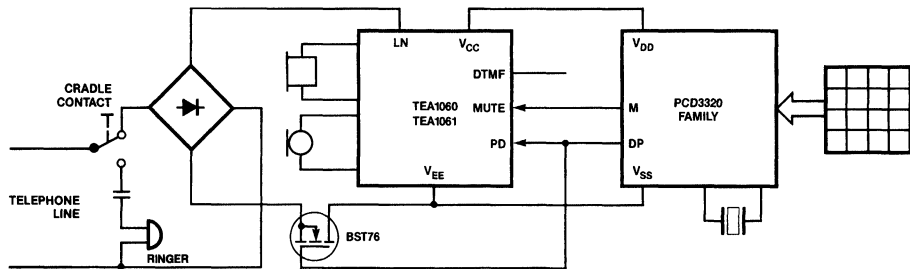 LN
VCC
VDD
DTMF
CRADLE
CONTACT
TEA1060
TEA1061
MUTE
M
PCD3320
FAMILY
PD
DP
VEE
VSS
TELEPHONE
LINE
BST76
RINGER